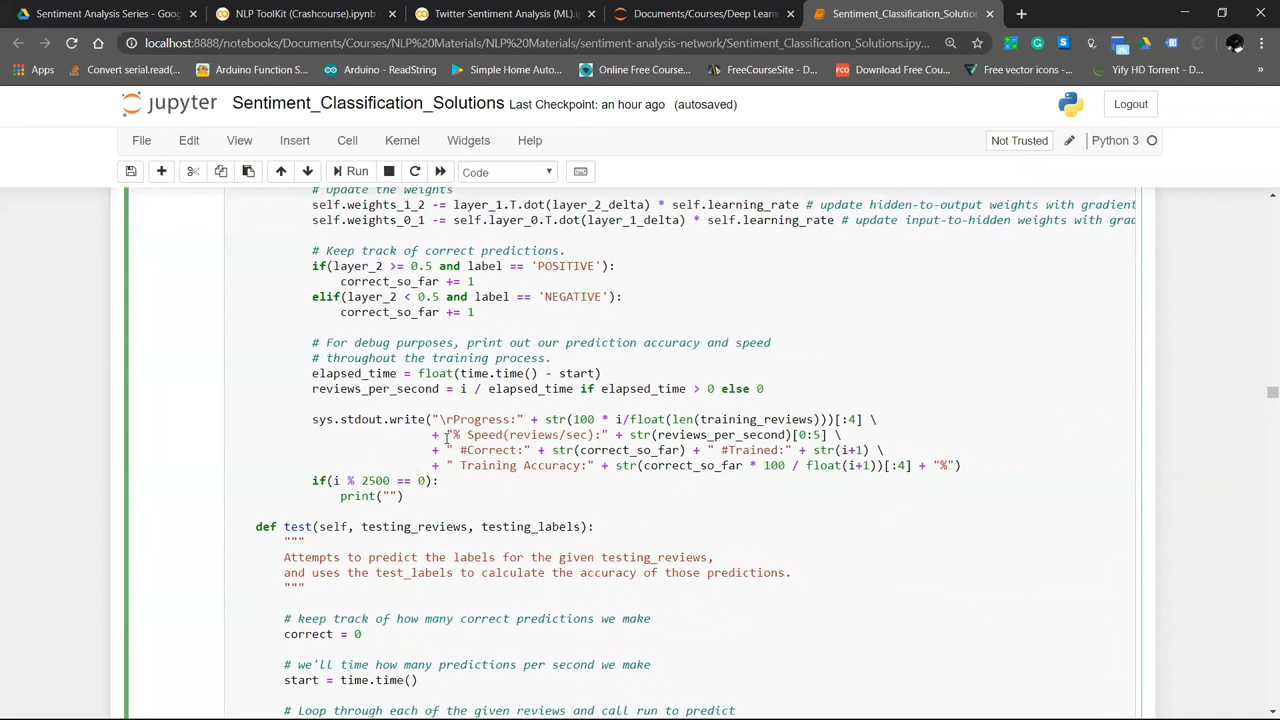 Sentiment Analysis Series - Goog
NLP ToolKit (Crashcourse).ipynb
Twitter Sentiment Analysis (ML).i
Documents/Courses/Deep Learn
Sentiment_Classification_Solution
localhost:8888/notebooks/Documents/Courses/NLP%20Materials/NLP%20Materials/sentiment-analysis-network/Sentiment_Classification_Solutions.ipy...
Apps
Convert serial.read(...
Arduino Function S...
Arduino - ReadString
Simple Home Auto...
Online Free Course...
FreeCourseSite - D...
Download Free Cou...
Free vector icons -...
Yify HD Torrent - D...
jupyter Sentiment_Classification_Solutions Last Checkpoint: an hour ago (autosaved)
Logout
File Edit View Insert Cell Kernel Widgets Help
Not Trusted
Python 3
Run
Code
# Update the weights
self.weights_1_2 -= layer_1.T.dot(layer_2_delta) * self.learning_rate # update hidden-to-output weights with gradient
self.weights_0_1 -= self.layer_0.T.dot(layer_1_delta) * self.learning_rate # update input-to-hidden weights with grad
# Keep track of correct predictions.
if(layer_2 >= 0.5 and label == 'POSITIVE'):
correct_so_far += 1
elif(layer_2 < 0.5 and label == 'NEGATIVE'):
correct_so_far += 1
# For debug purposes, print out our prediction accuracy and speed
# throughout the training process.
elapsed_time = float(time.time() - start)
reviews_per_second = i / elapsed_time if elapsed_time > 0 else 0
sys.stdout.write("\rProgress:" + str(100 * i/float(len(training_reviews)))[:4] \
+ "% Speed(reviews/sec):" + str(reviews_per_second)[0:5] \
+ " #Correct:" + str(correct_so_far) + " #Trained:" + str(i+1) \
+ " Training Accuracy:" + str(correct_so_far * 100 / float(i+1))[:4] + "%")
if(i % 2500 == 0):
print("")
def test(self, testing_reviews, testing_labels):
"""
Attempts to predict the labels for the given testing_reviews,
and uses the test_labels to calculate the accuracy of those predictions.
"""
# keep track of how many correct predictions we make
correct = 0
# we'll time how many predictions per second we make
start = time.time()
# Loop through each of the given reviews and call run to predict